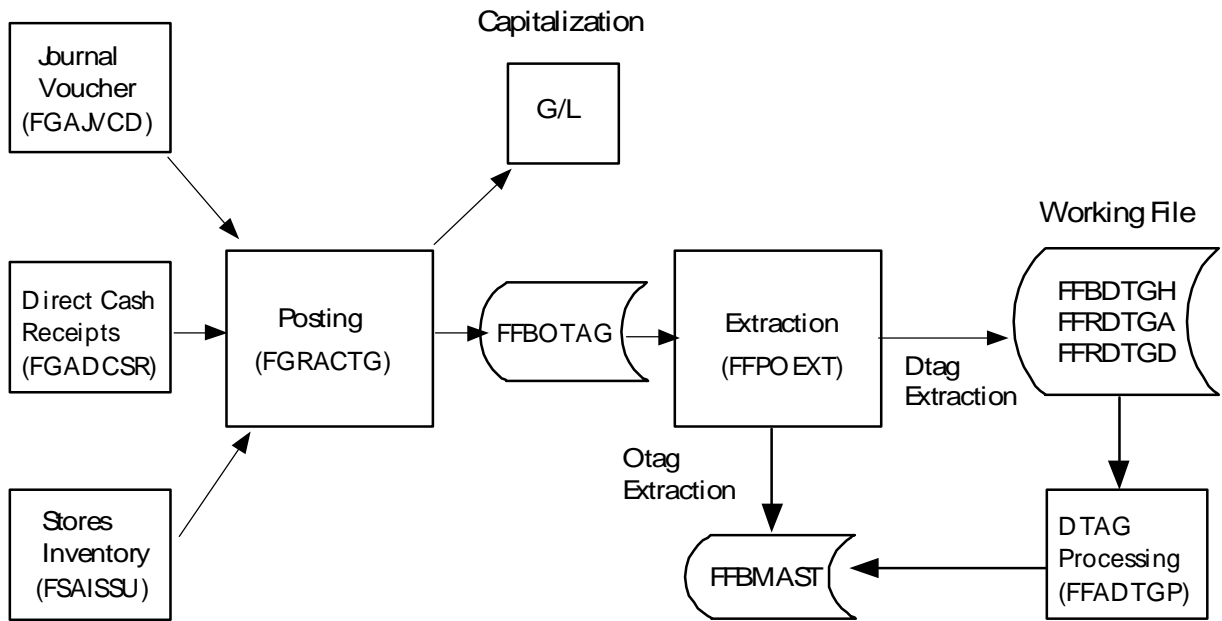 Journal
Voucher
(FGAJVCD)
Capitalization
G/L
Direct Cash
Receipts
(FGADCSR)
Posting
(FGRACTG)
FFBOTAG
Extraction
(FFPOEXT)
Dtag
Extraction
Working File
FFBDTGH
FFRDTGA
FFRDTGD
Otag
Extraction
Stores
Inventory
(FSAISSU)
FFBMAST
DTAG
Processing
(FFADTGP)